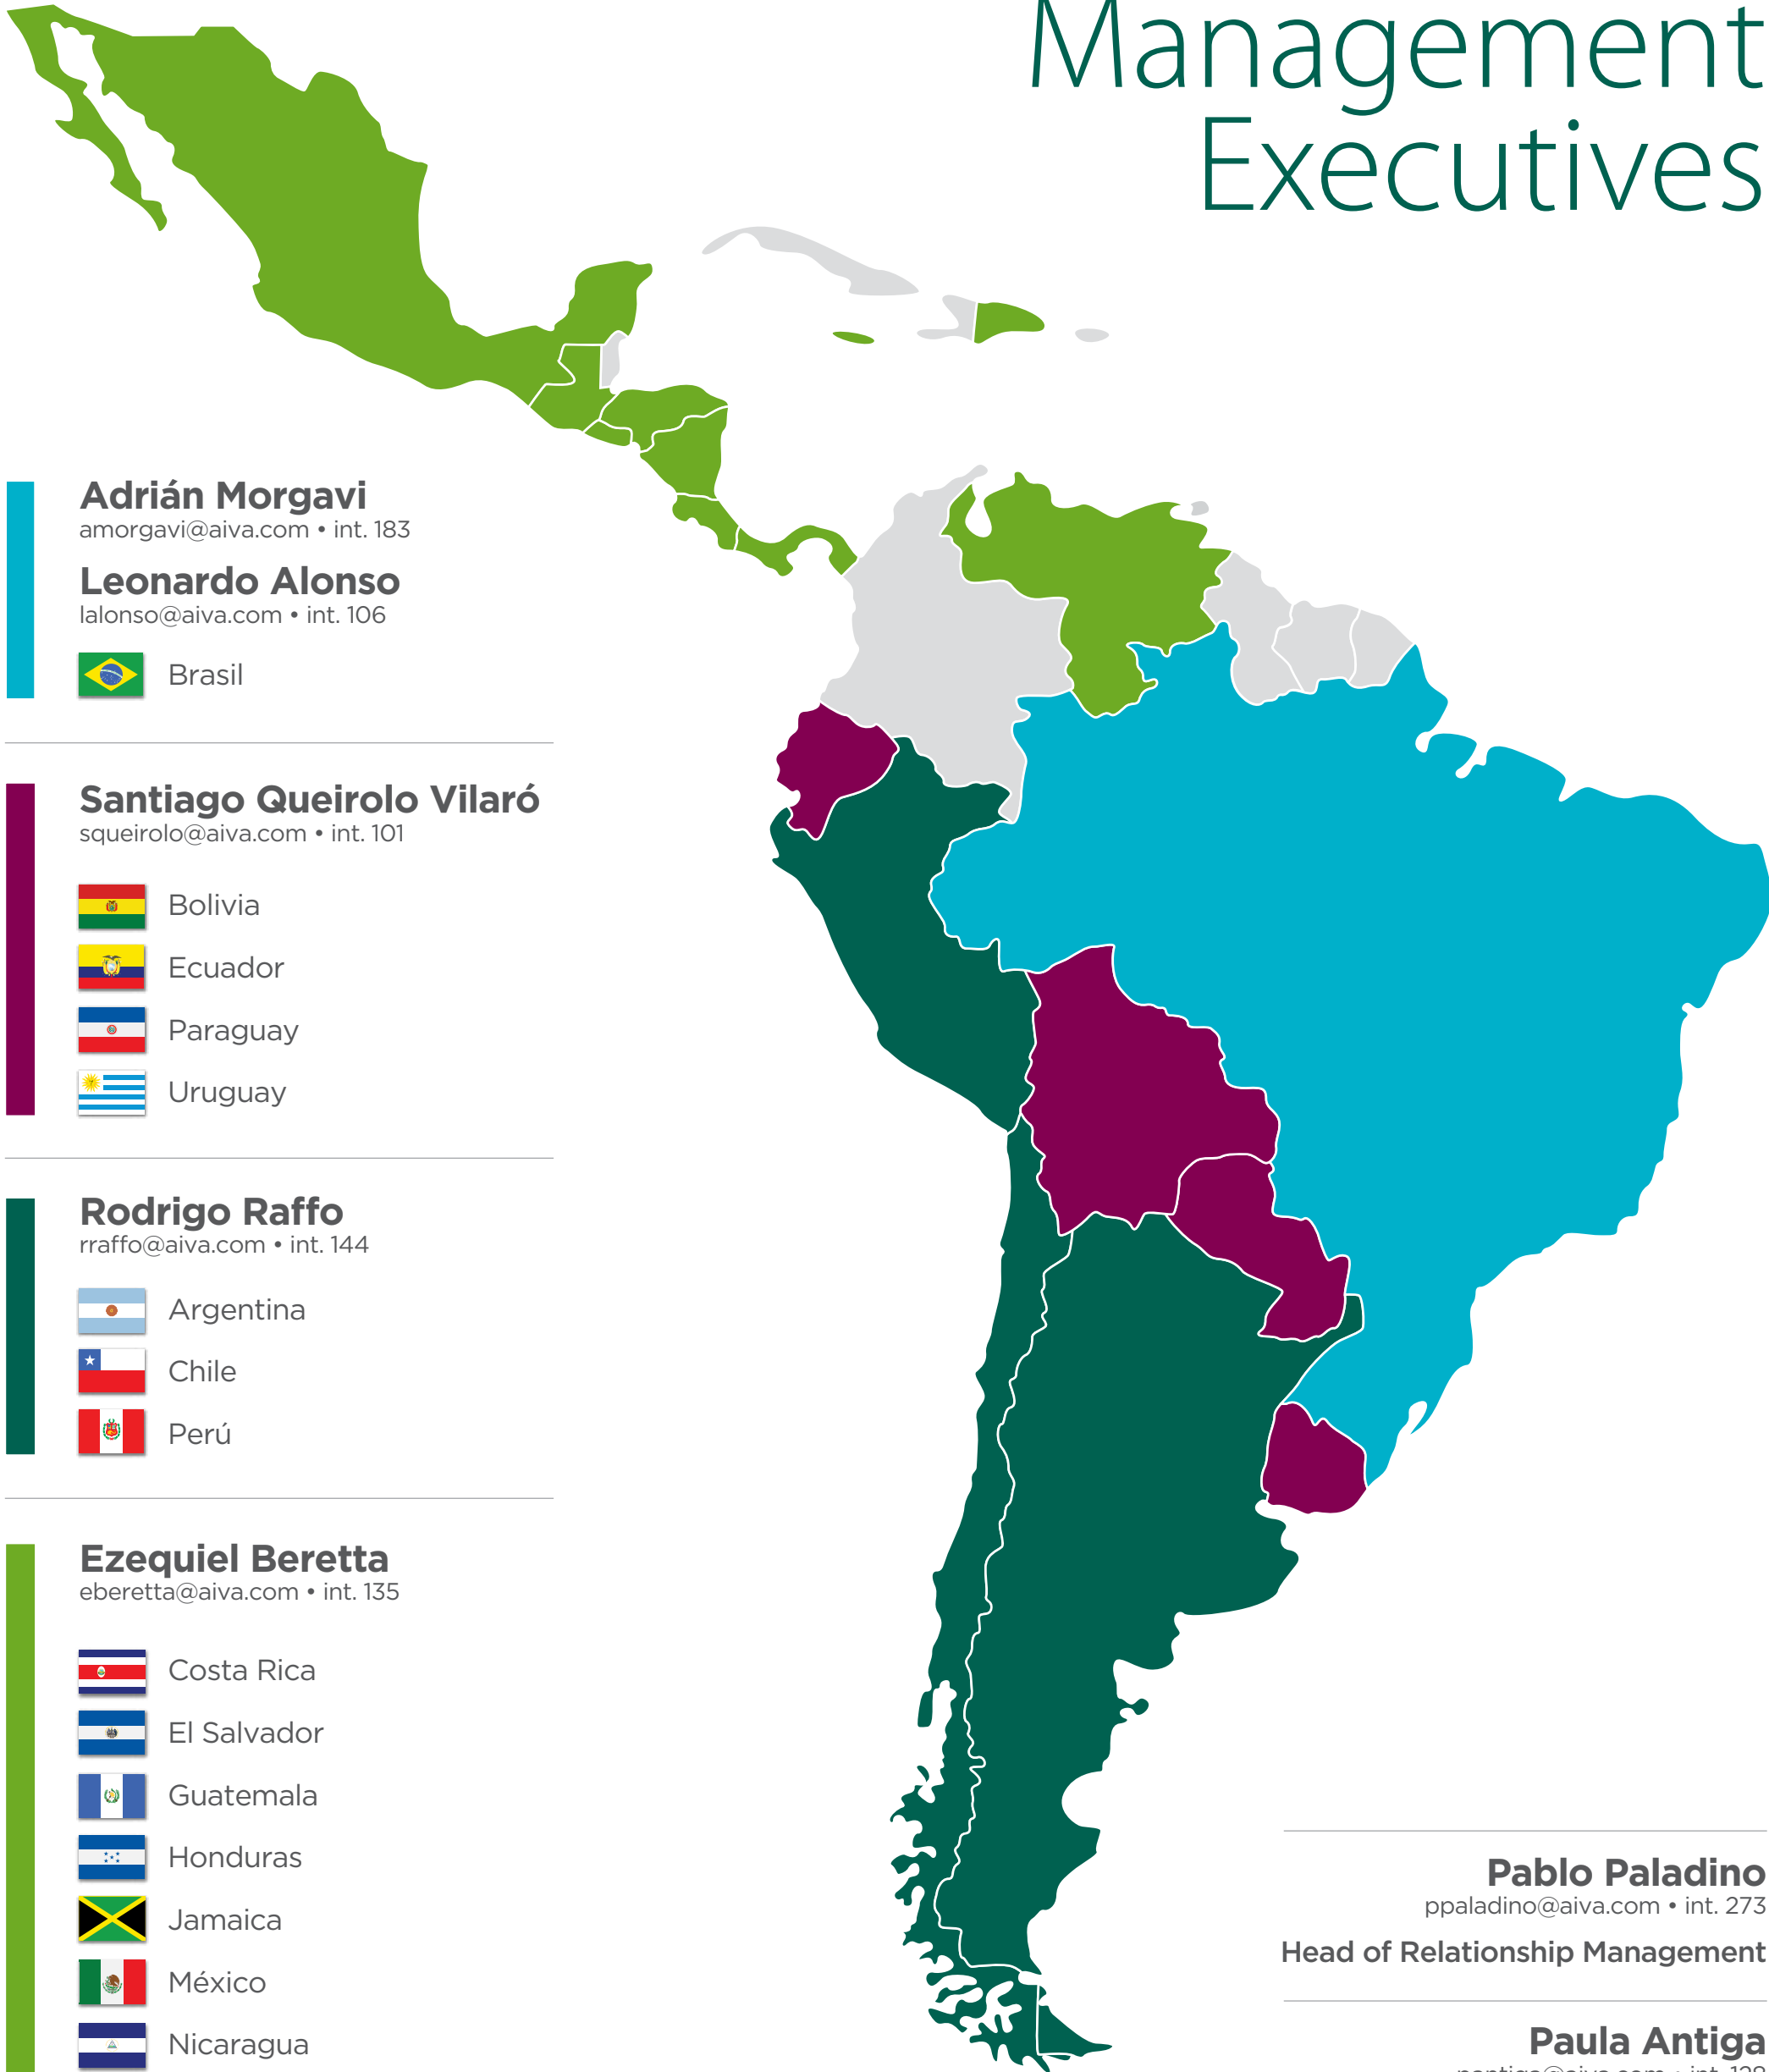 Management
Executives
Adrián Morgavi
amorgavi@aiva.com • int. 183
Leonardo Alonso
lalonso@aiva.com • int. 106
Brasil
Santiago Queirolo Vilaró
squeirolo@aiva.com • int. 101
Bolivia
Ecuador
Paraguay
Uruguay
Rodrigo Raffo
rraffo@aiva.com • int. 144
Argentina
Chile
Perú
Ezequiel Beretta
eberetta@aiva.com • int. 135
Costa Rica
El Salvador
Guatemala
Honduras
Jamaica
México
Nicaragua
Pablo Paladino
ppaladino@aiva.com • int. 273
Head of Relationship Management
Paula Antiga